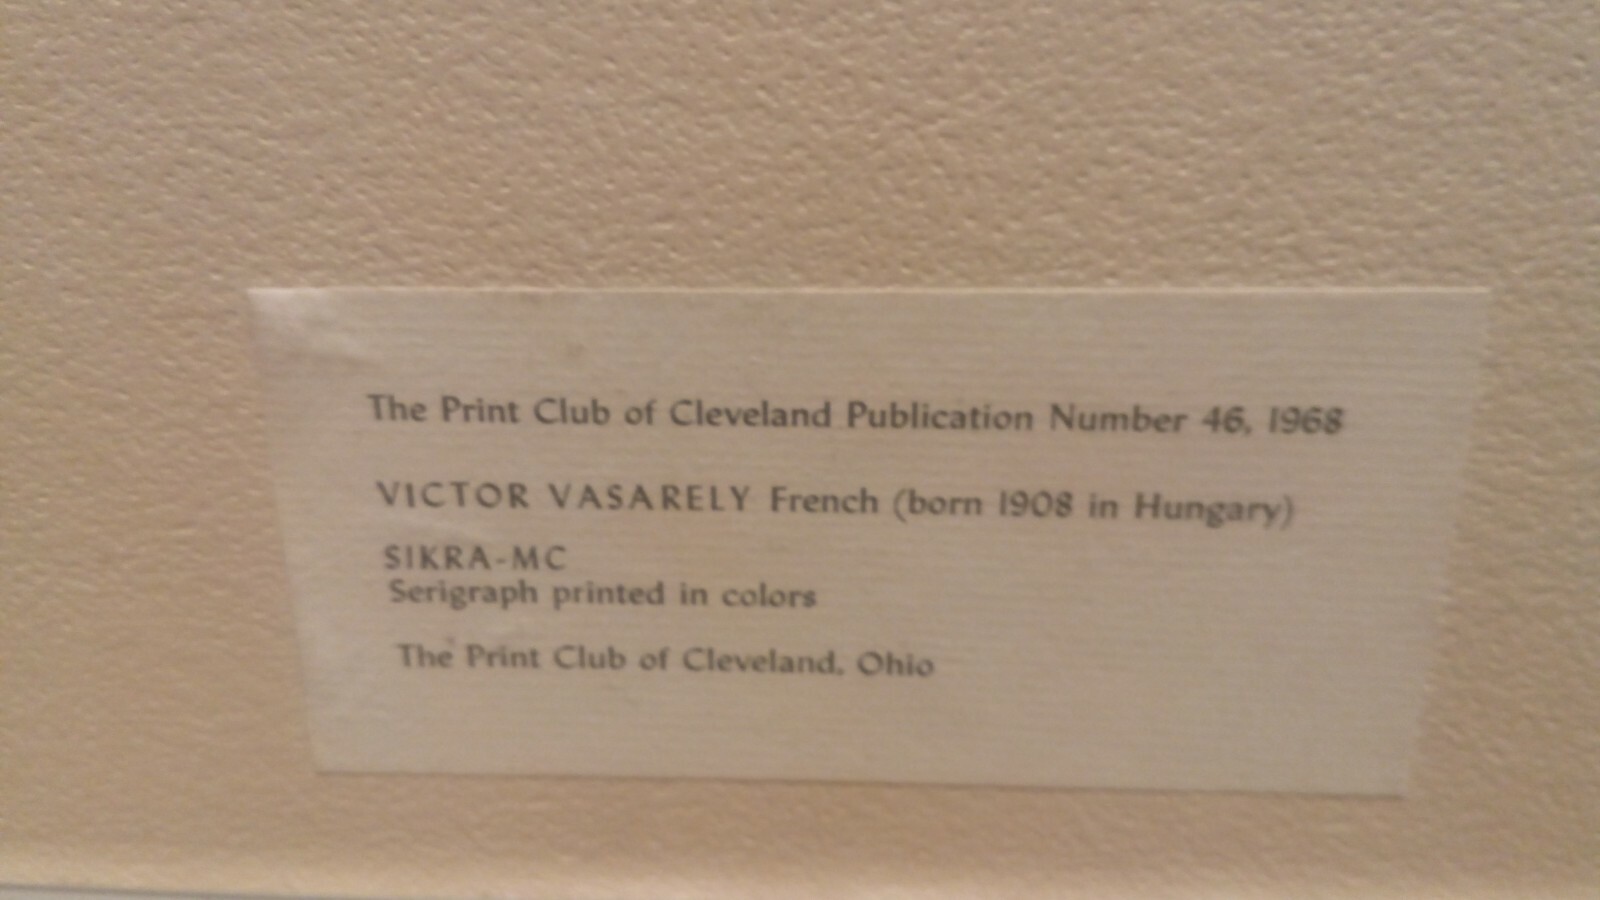 The Print Club of Cleveland Publication Number 46, 1968
VICTOR VASARELY French (born 1908 in Hungary)
SIKRA-MC
Serigraph printed in colors
The Print Club of Cleveland, Ohio